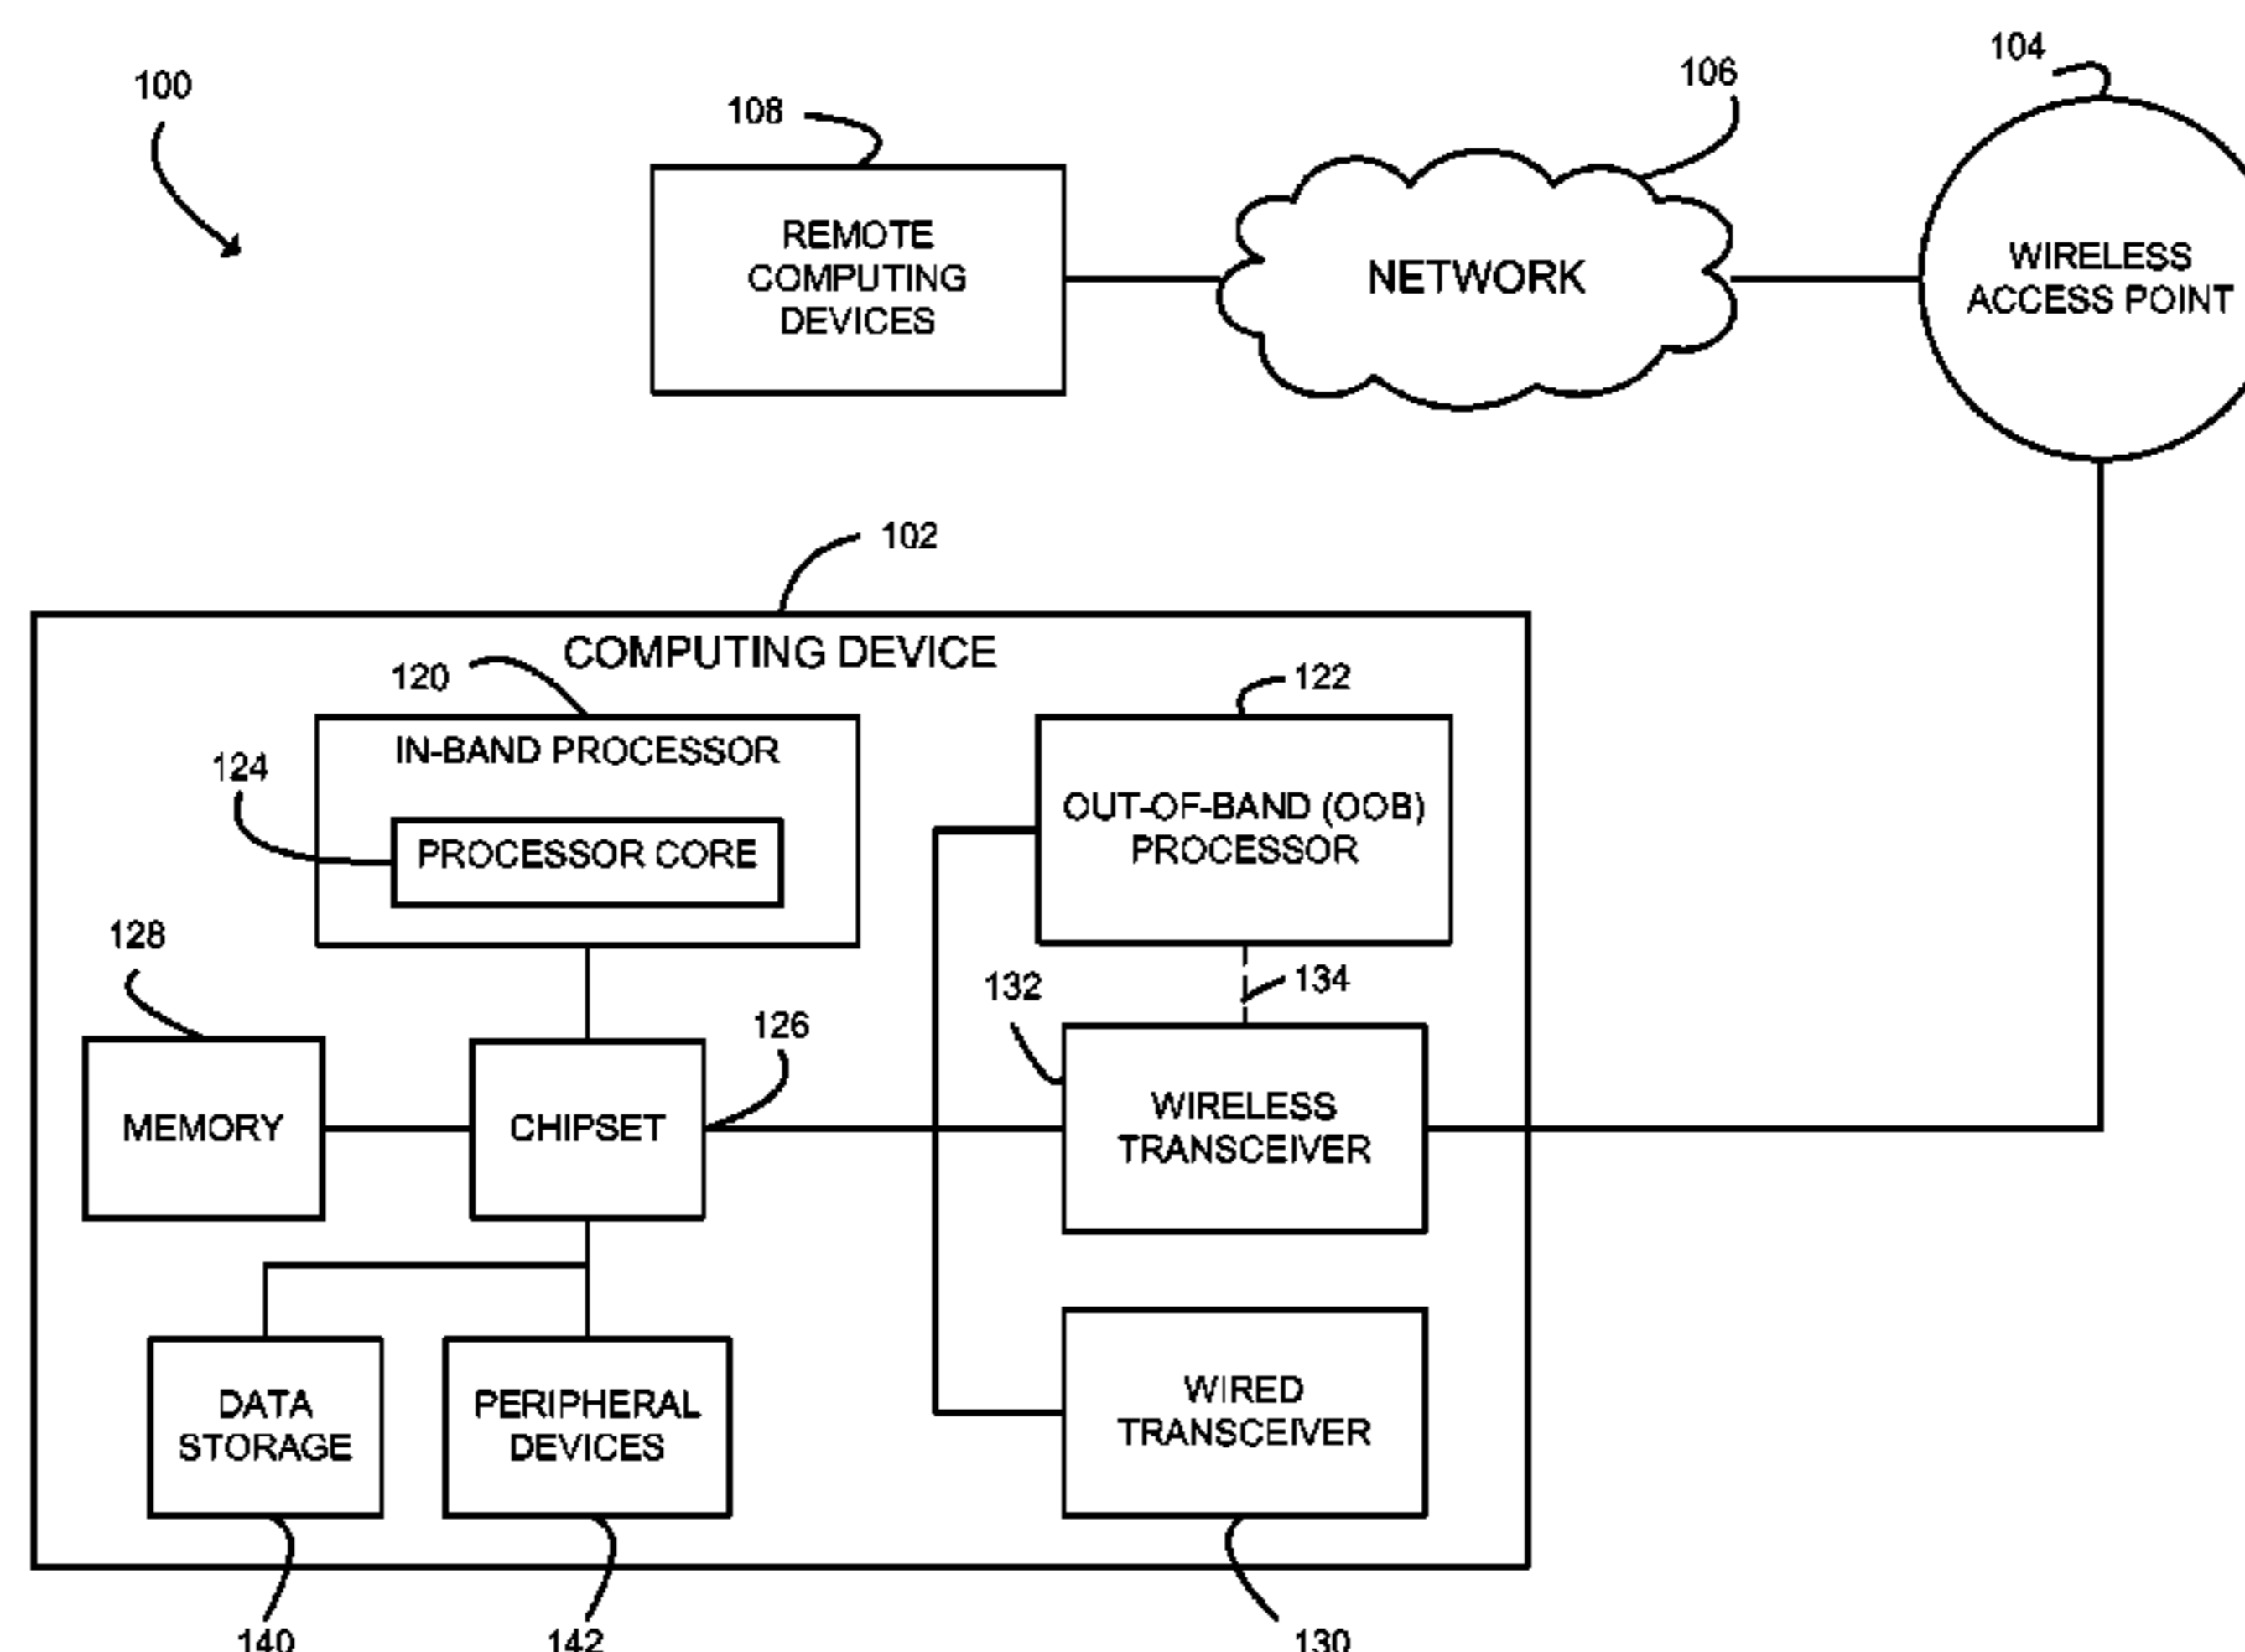 100
108
106
104
REMOTE
COMPUTING
DEVICES
NETWORK
WIRELESS
ACCESS POINT
102
COMPUTING DEVICE
120
122
IN-BAND PROCESSOR
124
PROCESSOR CORE
OUT-OF-BAND (OOB)
PROCESSOR
128
132
134
126
MEMORY
CHIPSET
WIRELESS
TRANSCEIVER
DATA
STORAGE
PERIPHERAL
DEVICES
WIRED
TRANSCEIVER
140
142
130